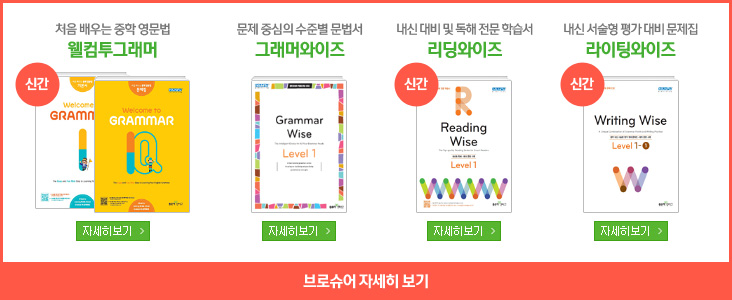 처음 배우는 중학 영문법
웰컴투그래머
신간
Welcome to
GRAMMAR
Welcome to
GRAMMAR
자세히보기 >
문제 중심의 수준별 문법서
그래머와이즈
Grammar
Wise
Level 1
자세히보기 >
내신 대비 및 독해 전문 학습서
리딩와이즈
신간
R
Reading
Wise
Level 1
자세히보기 >
내신 서술형 평가 대비 문제집
라이팅와이즈
신간
Writing Wise
Level 1-1
W
자세히보기 >
브로슈어 자세히 보기